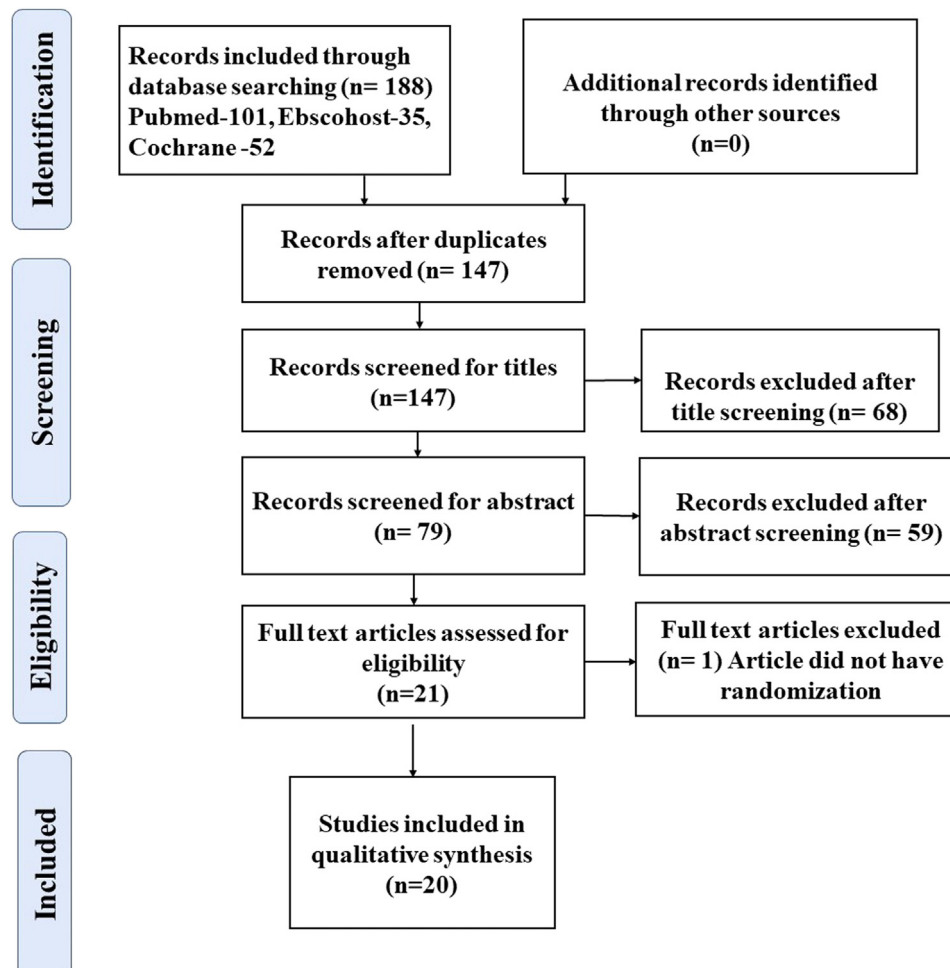 Identification
Records included through
database searching (n= 188)
Pubmed-101, Ebscohost-35,
Cochrane -52
Additional records identified
through other sources
(n=0)
Records after duplicates
removed (n= 147)
Screening
Records screened for titles
(n=147)
Records excluded after
title screening (n= 68)
Records screened for abstract
(n= 79)
Records excluded after
abstract screening (n= 59)
Eligibility
Full text articles assessed for
eligibility
(n=21)
Full text articles excluded
(n= 1) Article did not have
randomization
Included
Studies included in
qualitative synthesis
(n=20)